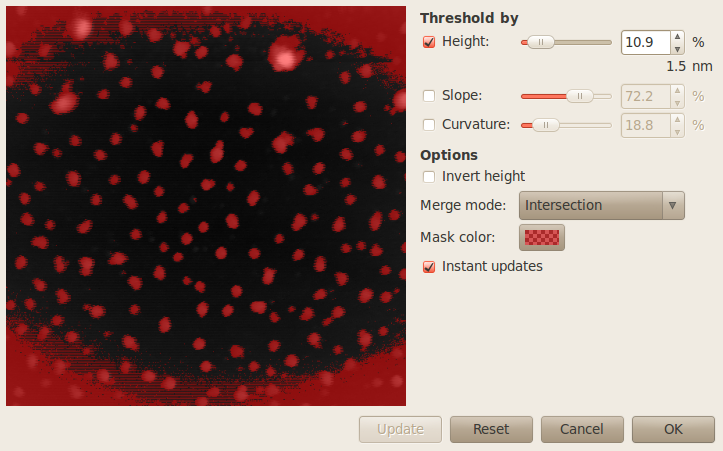 Threshold by
Height: 10.9 %
1.5 nm
Slope: 72.2 %
Curvature: 18.8 %
Options
Invert height
Merge mode: Intersection
Mask color:
Instant updates
Update Reset Cancel OK